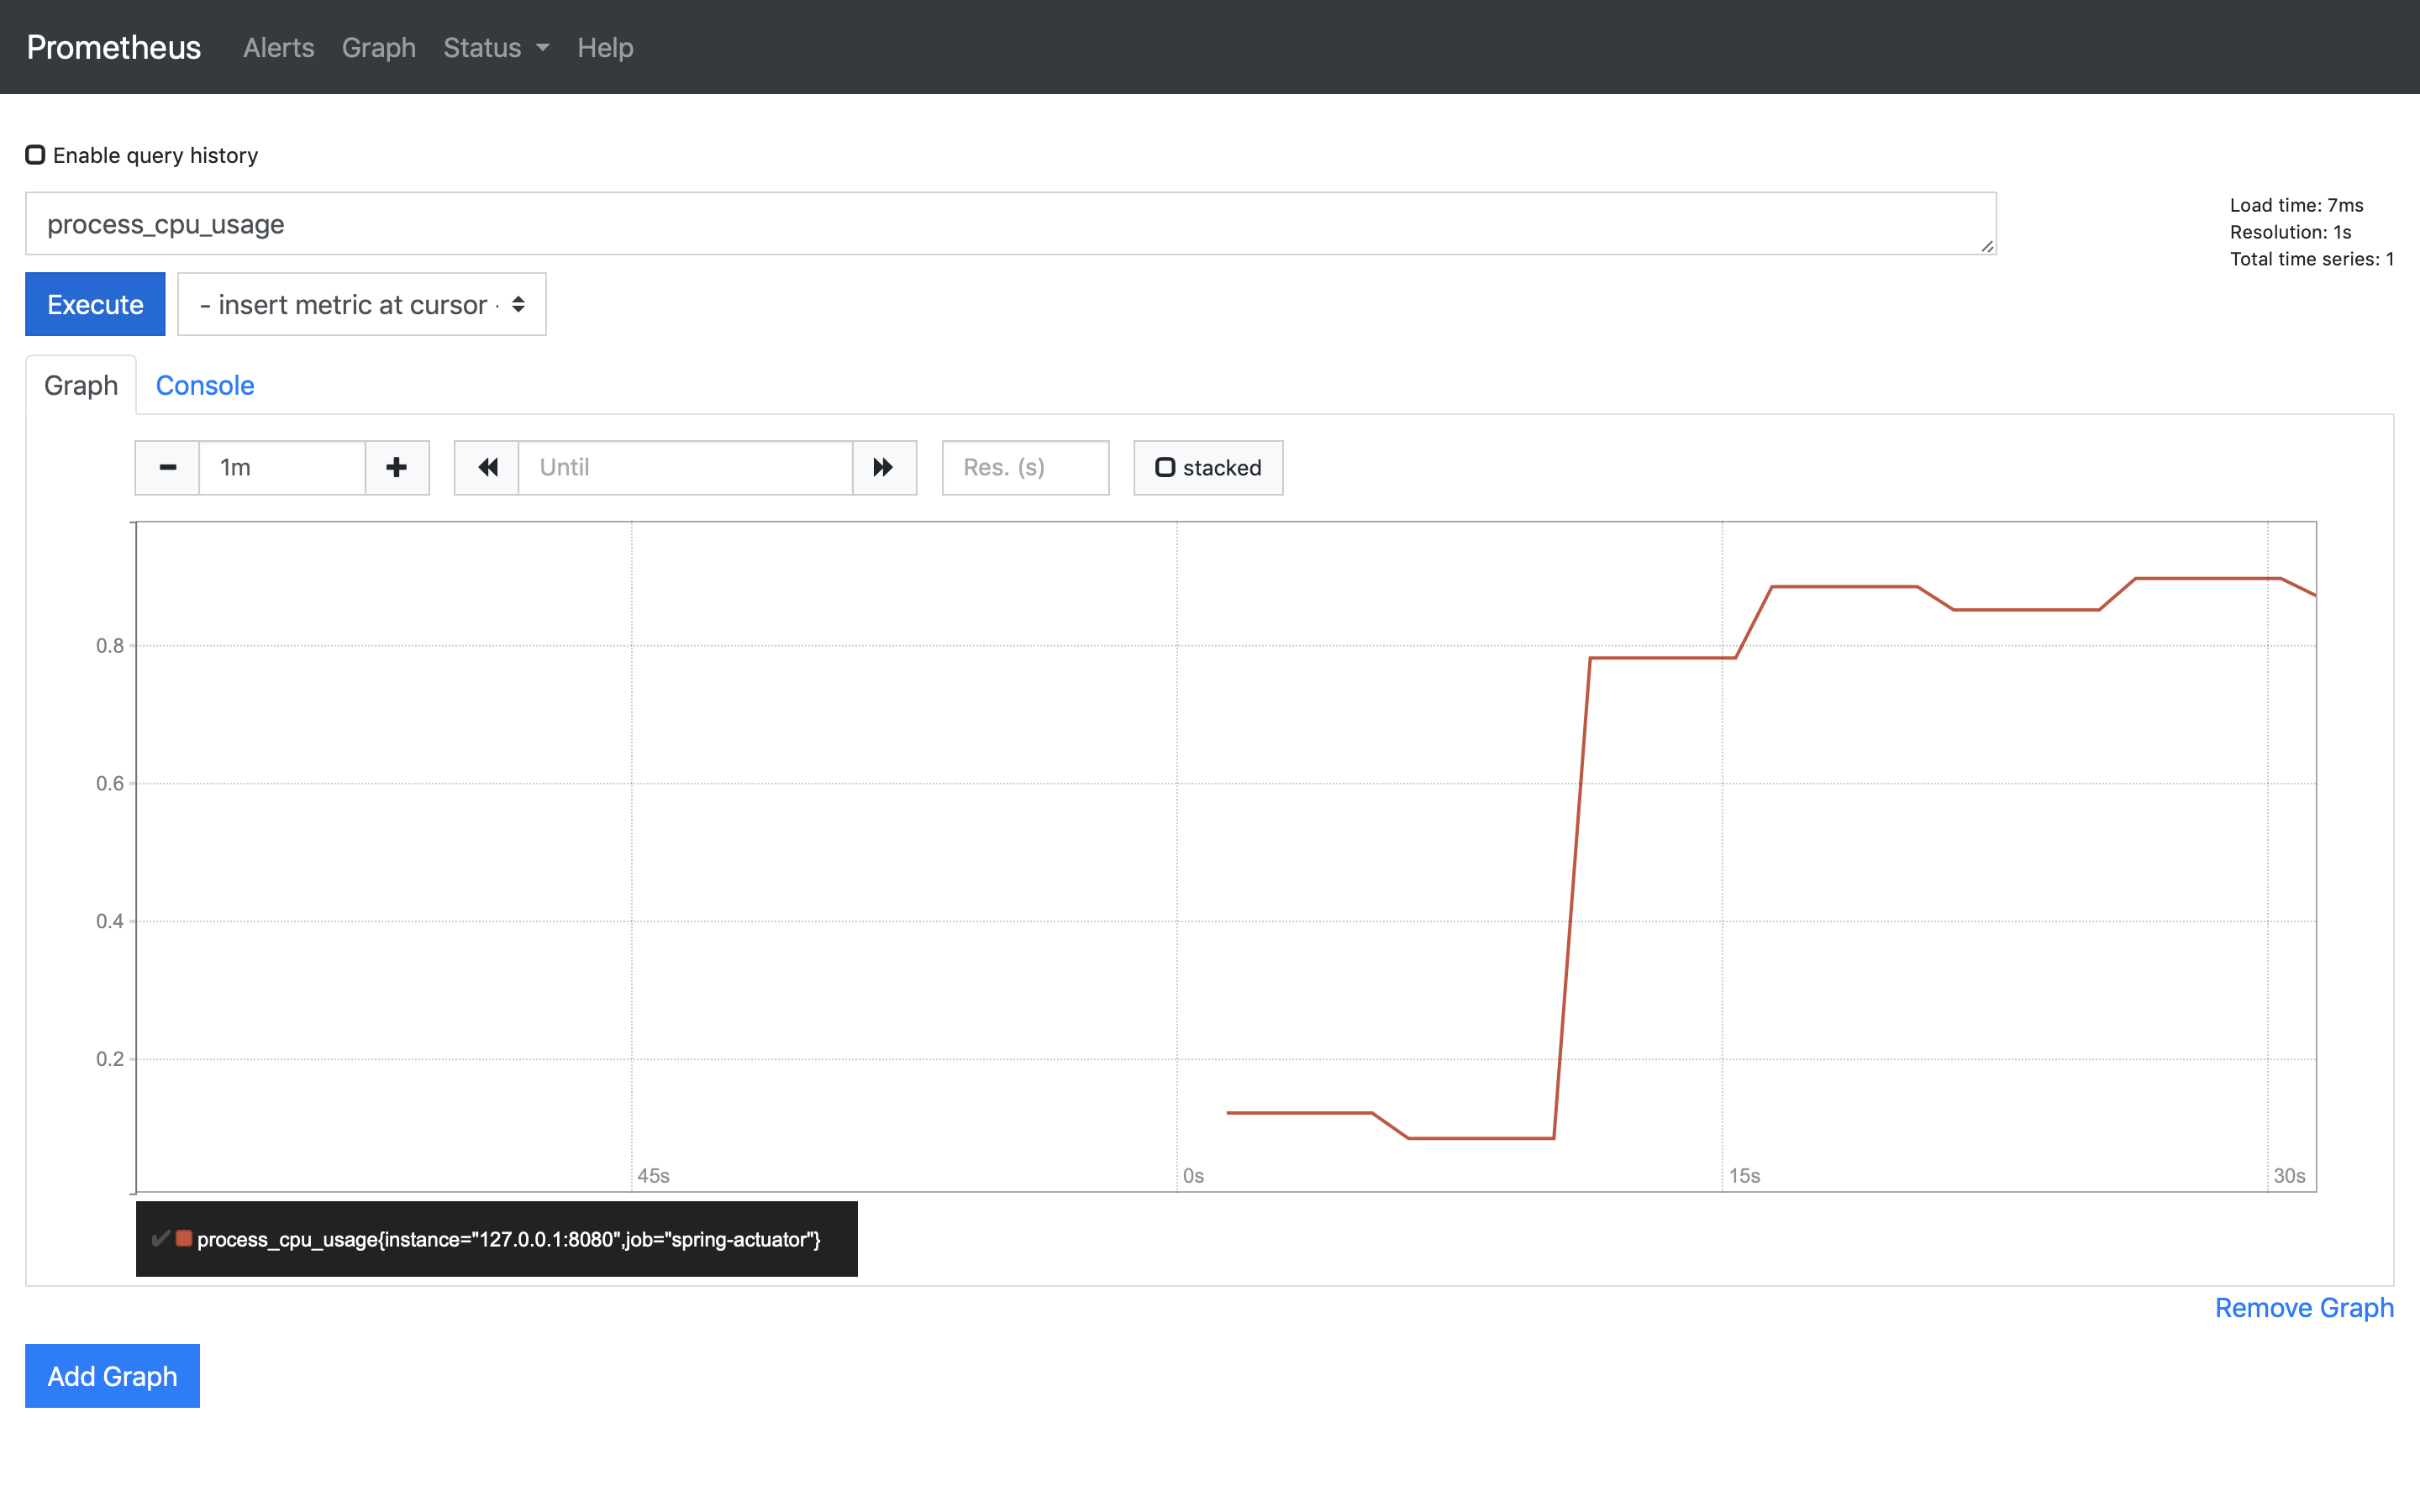 Prometheus Alerts Graph Status Help
Enable query history
process_cpu_usage
Load time: 7ms
Resolution: 1s
Total time series: 1
Execute
- insert metric at cursor -
Graph Console
1m
Until
Res. (s)
stacked
0.8
0.6
0.4
0.2
45s 0s 15s 30s
✔ process_cpu_usage{instance="127.0.0.1:8080",job="spring-actuator"}
Remove Graph
Add Graph